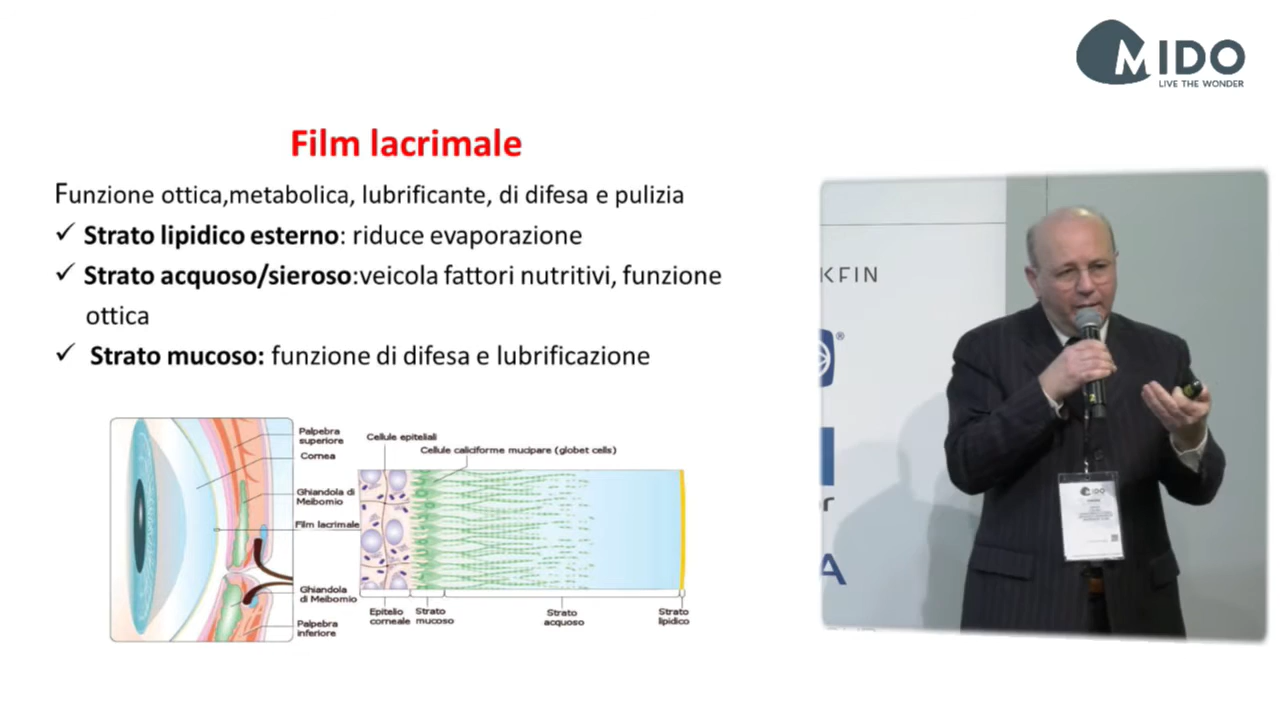 MIDO
LIVE THE WONDER
Film lacrimale
Funzione ottica,metabolica, lubrificante, di difesa e pulizia
✓ Strato lipidico esterno: riduce evaporazione
✓ Strato acquoso/sieroso:veicola fattori nutritivi, funzione
ottica
✓ Strato mucoso: funzione di difesa e lubrificazione
Palpebra
superiore
Cornea
Ghiandola di
Meibomio
Film lacrimale
Ghiandola
di Meibomio
Palpebra
inferiore
Cellule epiteliali
Cellule caliciforme mucipare (globet cells)
Epitelio
corneale
Strato
mucoso
Strato
acquoso
Strato
lipidico
KFIN
®
or
A
MIDO